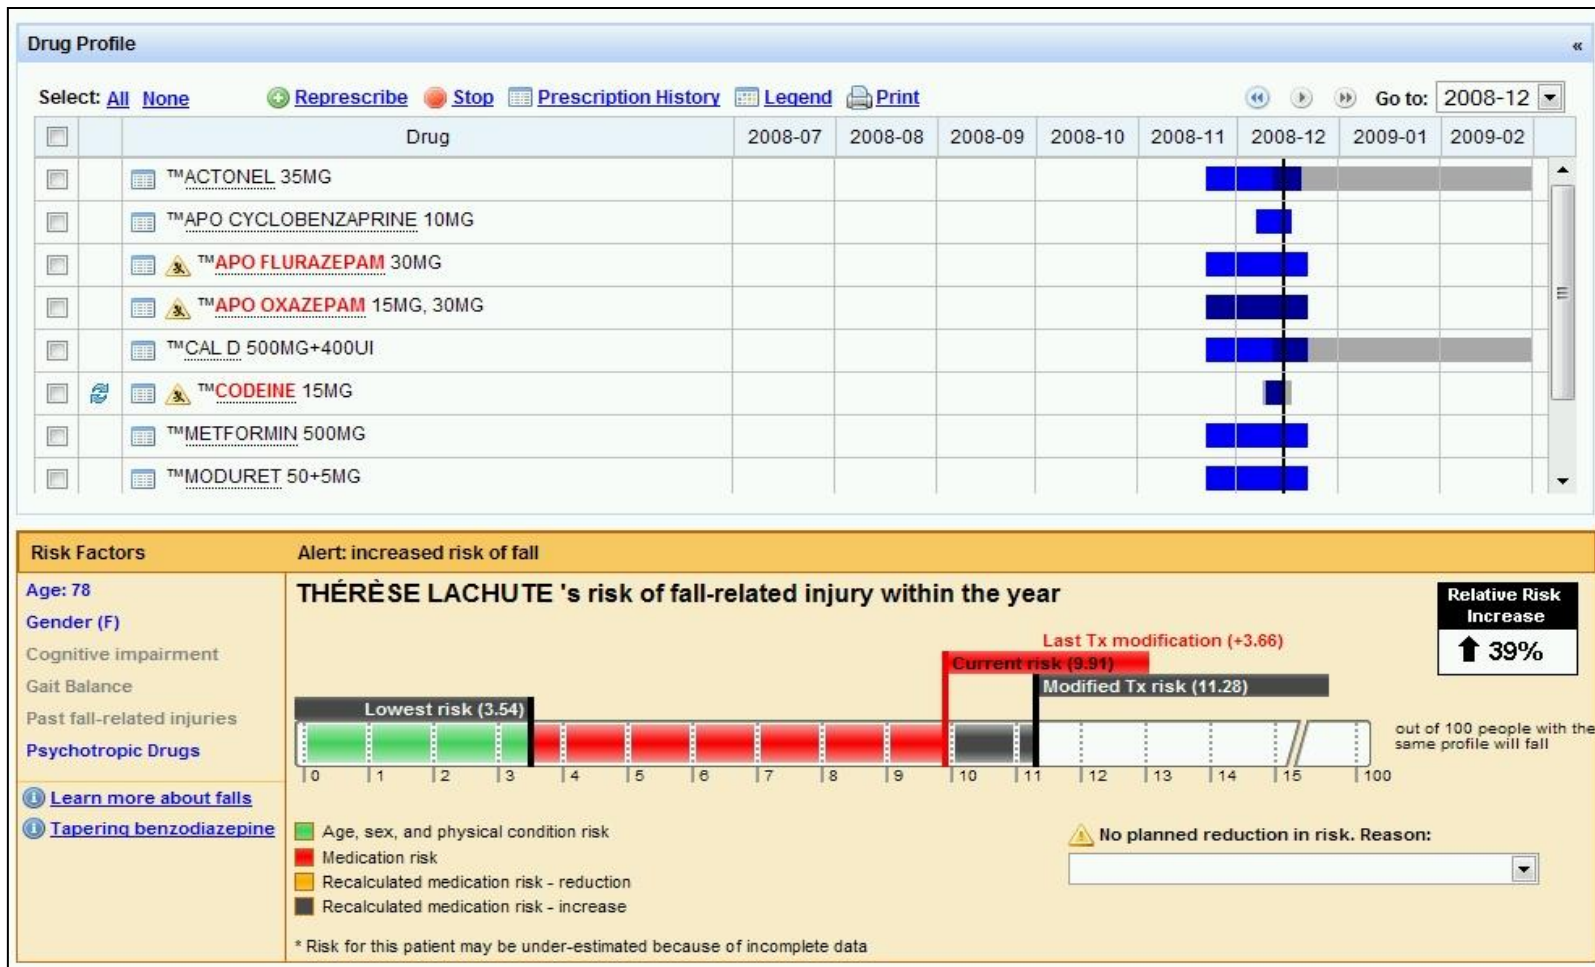 Drug Profile «
Select: All None Represcribe Stop Prescription History Legend Print Go to: 2008-12
Drug 2008-07 2008-08 2008-09 2008-10 2008-11 2008-12 2009-01 2009-02
™ACTONEL 35MG
™APO CYCLOBENZAPRINE 10MG
™APO FLURAZEPAM 30MG
™APO OXAZEPAM 15MG, 30MG
™CAL D 500MG+400UI
™CODEINE 15MG
™METFORMIN 500MG
™MODURET 50+5MG
Risk Factors
Age: 78
Gender (F)
Cognitive impairment
Gait Balance
Past fall-related injuries
Psychotropic Drugs
Learn more about falls
Tapering benzodiazepine
Alert: increased risk of fall
THÉRÈSE LACHUTE 's risk of fall-related injury within the year
Relative Risk
Increase
39%
Last Tx modification (+3.66)
Current risk (9.91)
Modified Tx risk (11.28)
Lowest risk (3.54)
out of 100 people with the
same profile will fall
0 1 2 3 4 5 6 7 8 9 10 11 12 13 14 15 100
Age, sex, and physical condition risk
Medication risk
Recalculated medication risk - reduction
Recalculated medication risk - increase
No planned reduction in risk. Reason:
* Risk for this patient may be under-estimated because of incomplete data